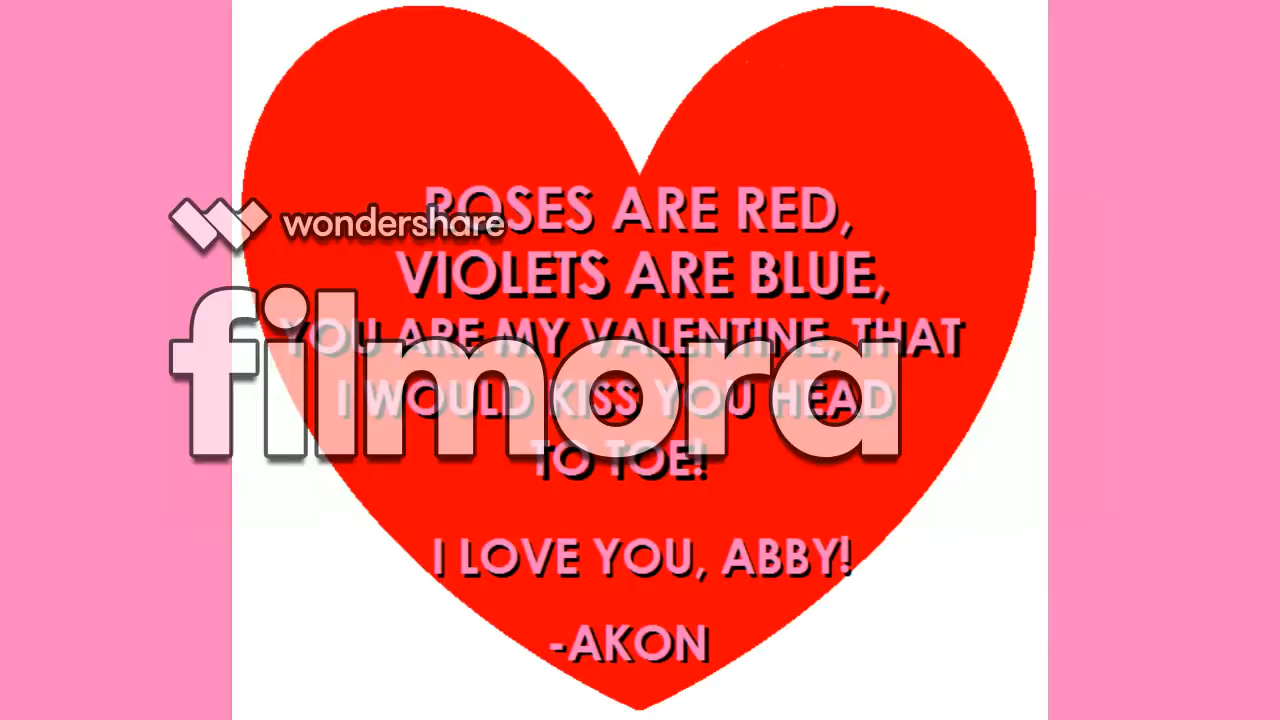 ROSES ARE RED,
wondershare
VIOLETS ARE BLUE,
filmora
YOU ARE MY VALENTINE, THAT
I WOULD KISS YOU HEAD
TO TOE!
I LOVE YOU, ABBY!
-AKON